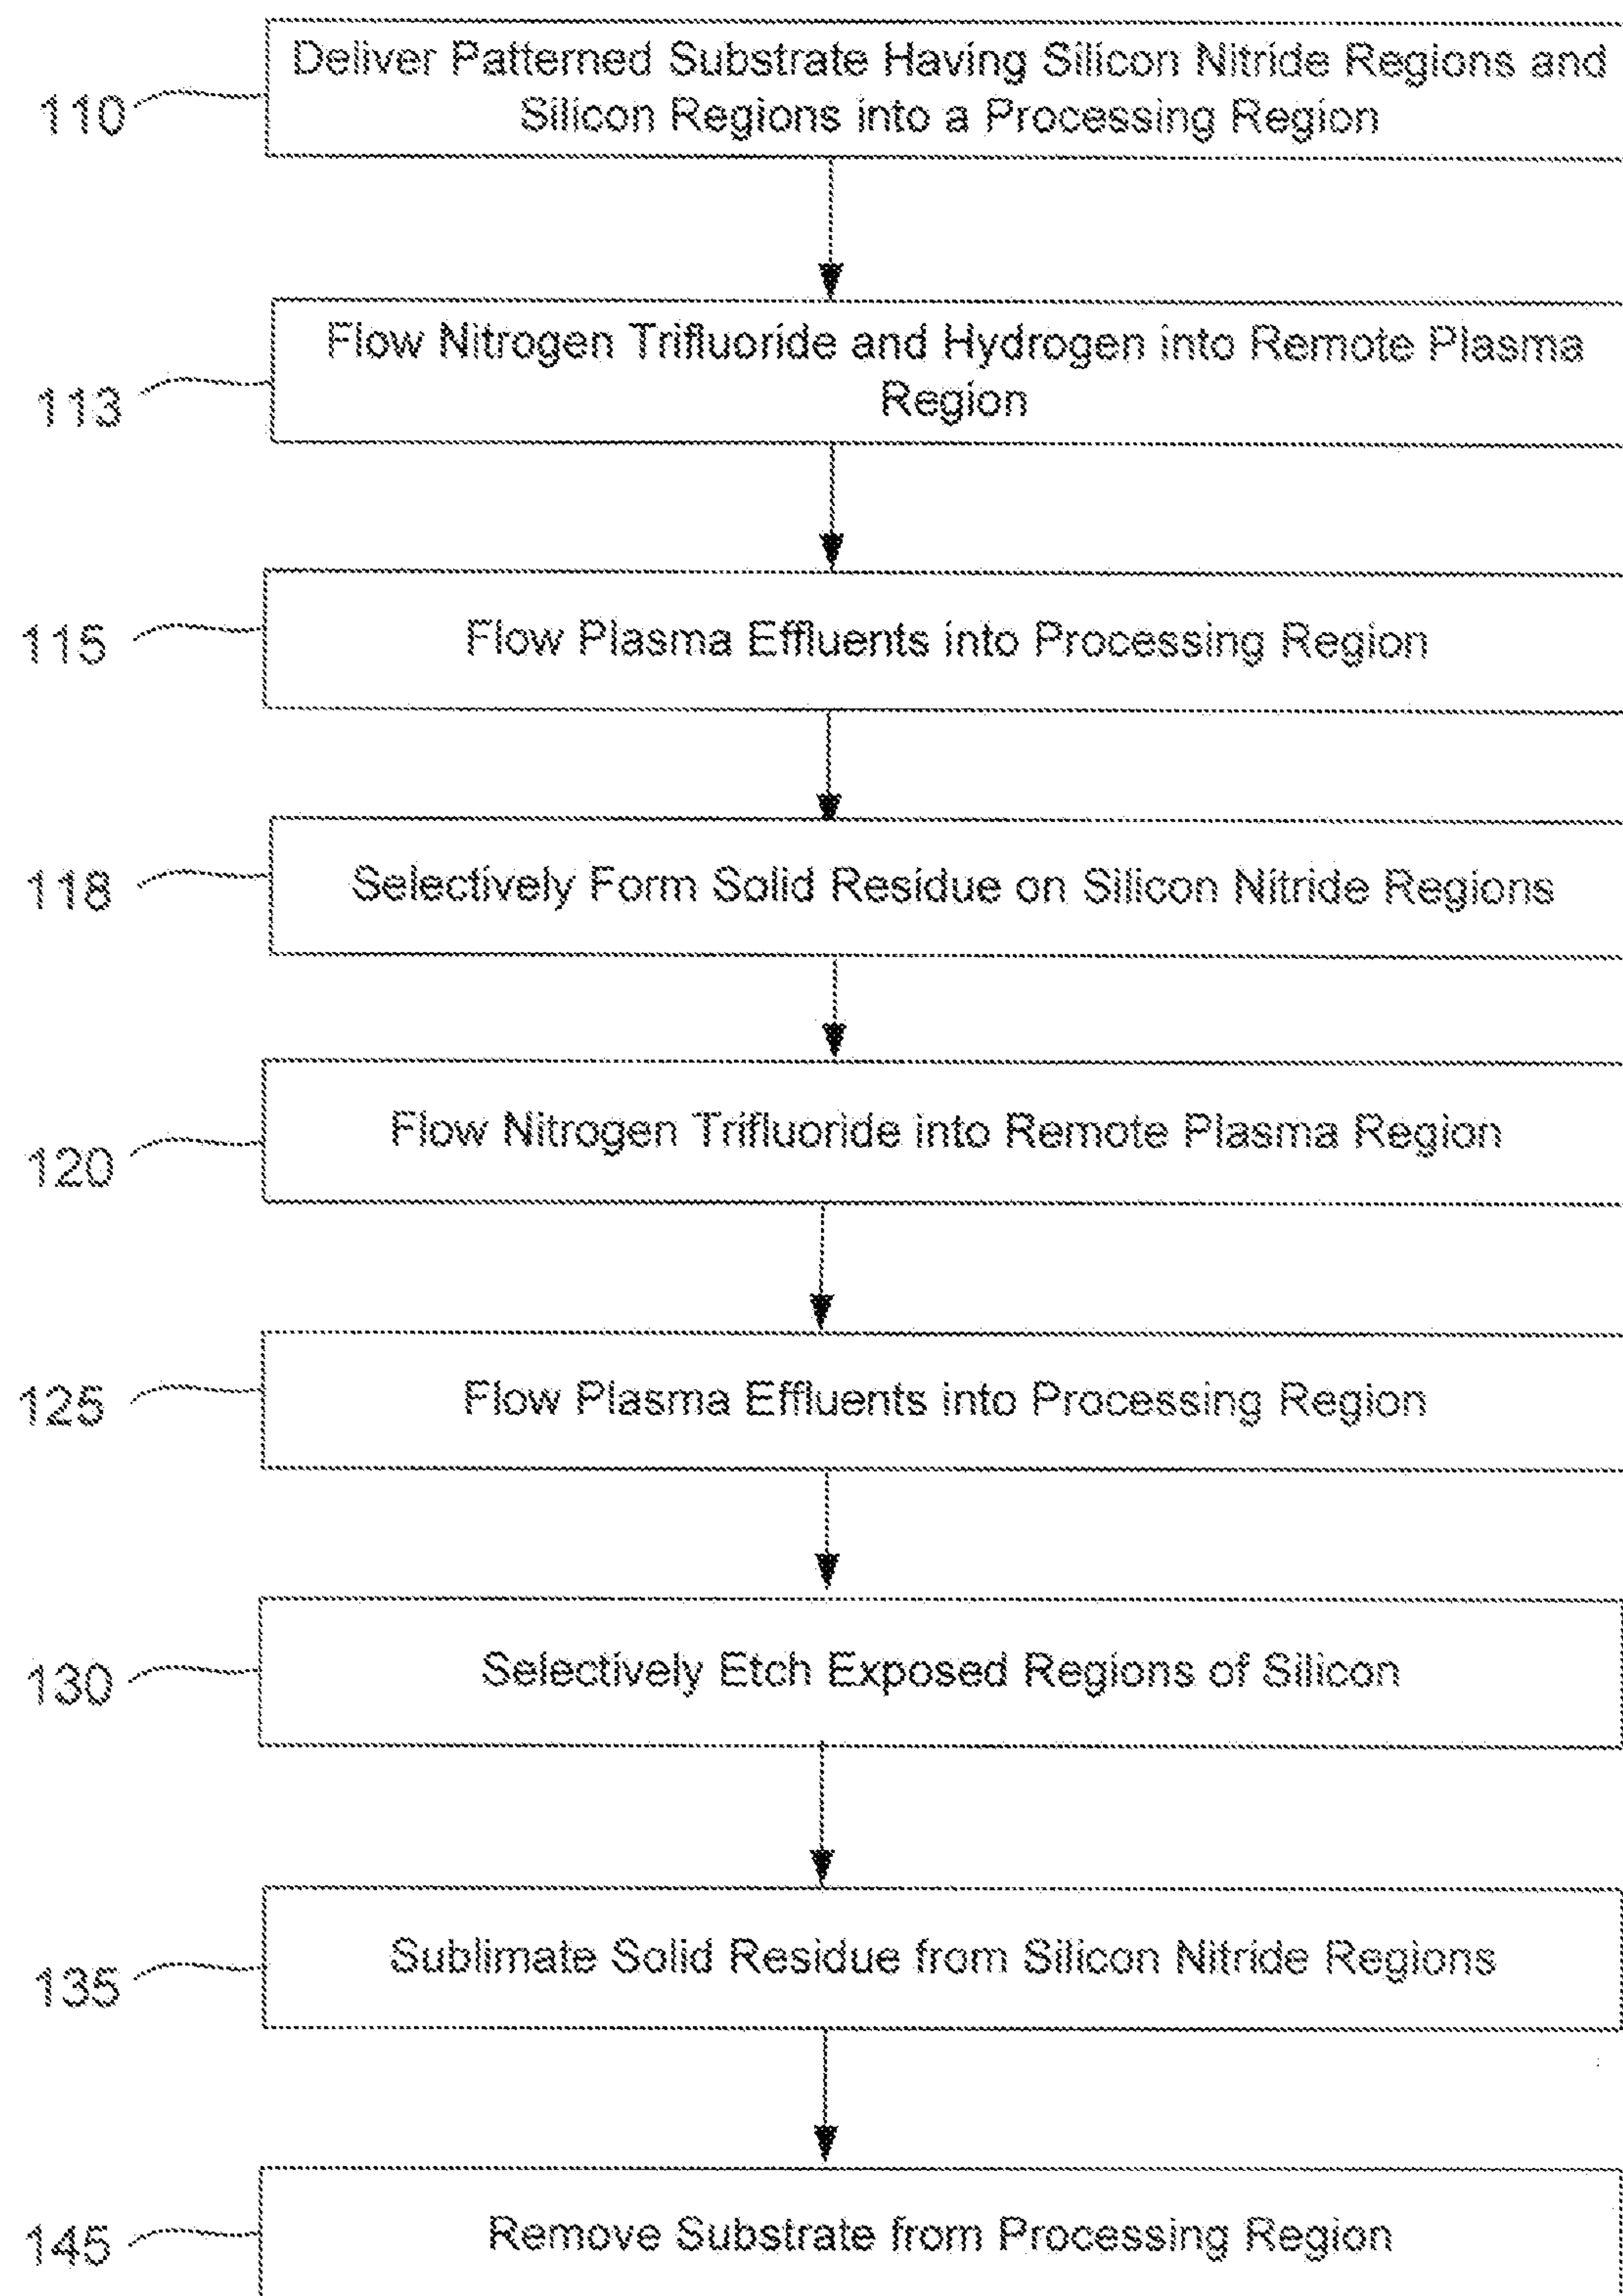 110
Deliver Patterned Substrate Having Silicon Nitride Regions and
Silicon Regions into a Processing Region
113
Flow Nitrogen Trifluoride and Hydrogen into Remote Plasma
Region
115
Flow Plasma Effluents into Processing Region
118
Selectively Form Solid Residue on Silicon Nitride Regions
120
Flow Nitrogen Trifluoride into Remote Plasma Region
125
Flow Plasma Effluents into Processing Region
130
Selectively Etch Exposed Regions of Silicon
135
Sublimate Solid Residue from Silicon Nitride Regions
145
Remove Substrate from Processing Region